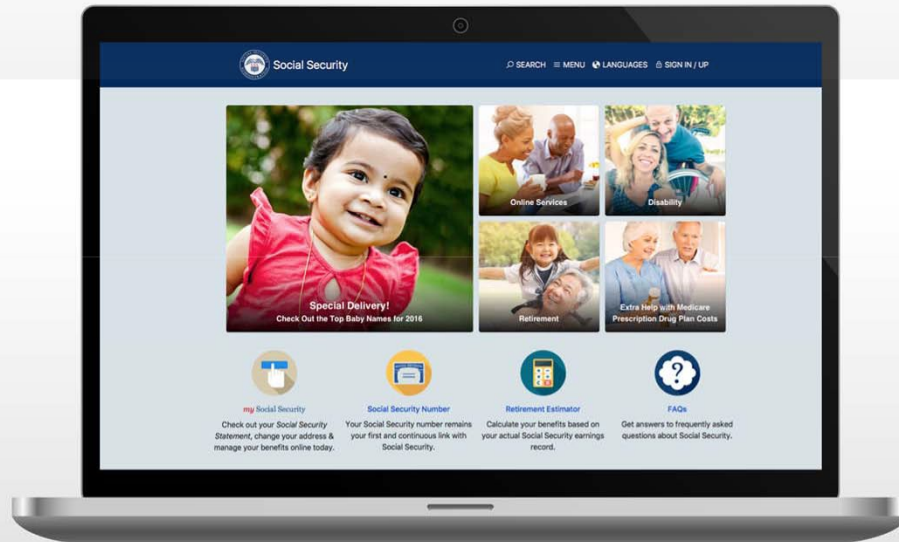 Social Security
SEARCH MENU LANGUAGES SIGN IN / UP
Special Delivery!
Check Out the Top Baby Names for 2016
Online Services
Disability
Retirement
Extra Help with Medicare
Prescription Drug Plan Costs
my Social Security
Check out your Social Security
Statement, change your address &
manage your benefits online today.
Social Security Number
Your Social Security number remains
your first and continuous link with
Social Security.
Retirement Estimator
Calculate your benefits based on
your actual Social Security earnings
record.
FAQs
Get answers to frequently asked
questions about Social Security.